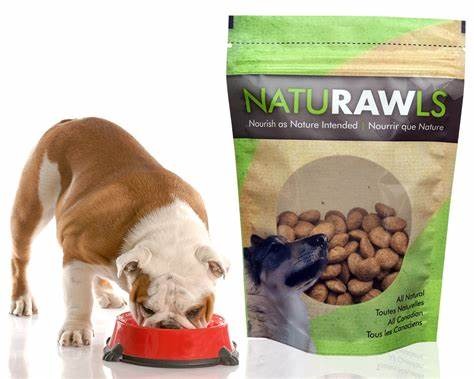 NATURAWLS
Nourish as Nature Intended | Nourrir que Nature
All Natural
Toutes Naturelles
All Canadian
Tous les Canadiens